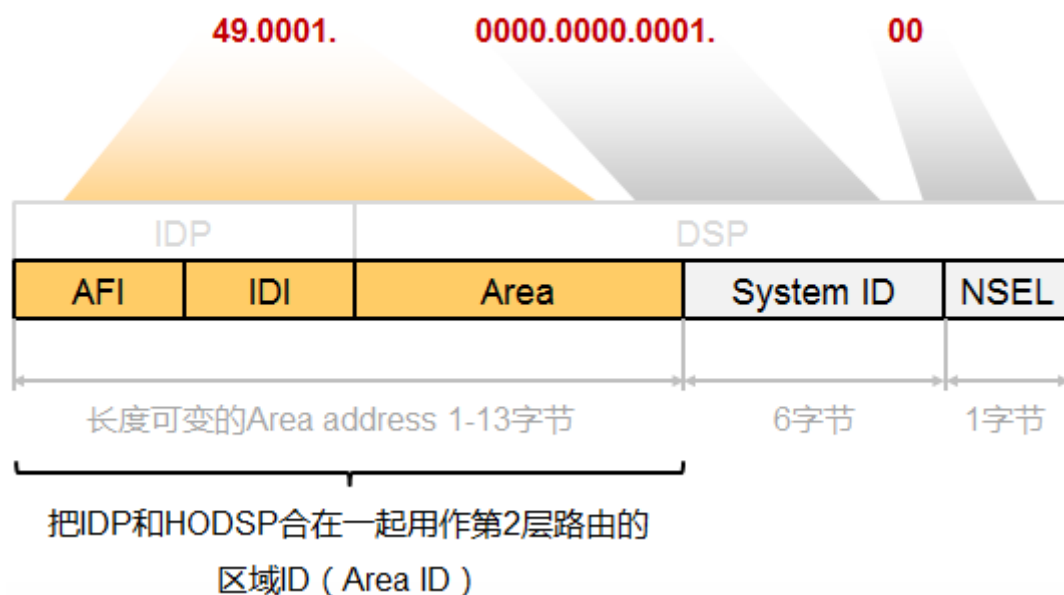 49.0001. 0000.0000.0001. 00
IDP DSP
AFI IDI Area System ID NSEL
长度可变的Area address 1-13字节 6字节 1字节
把IDP和HODSP合在一起用作第2层路由的
区域ID（Area ID）